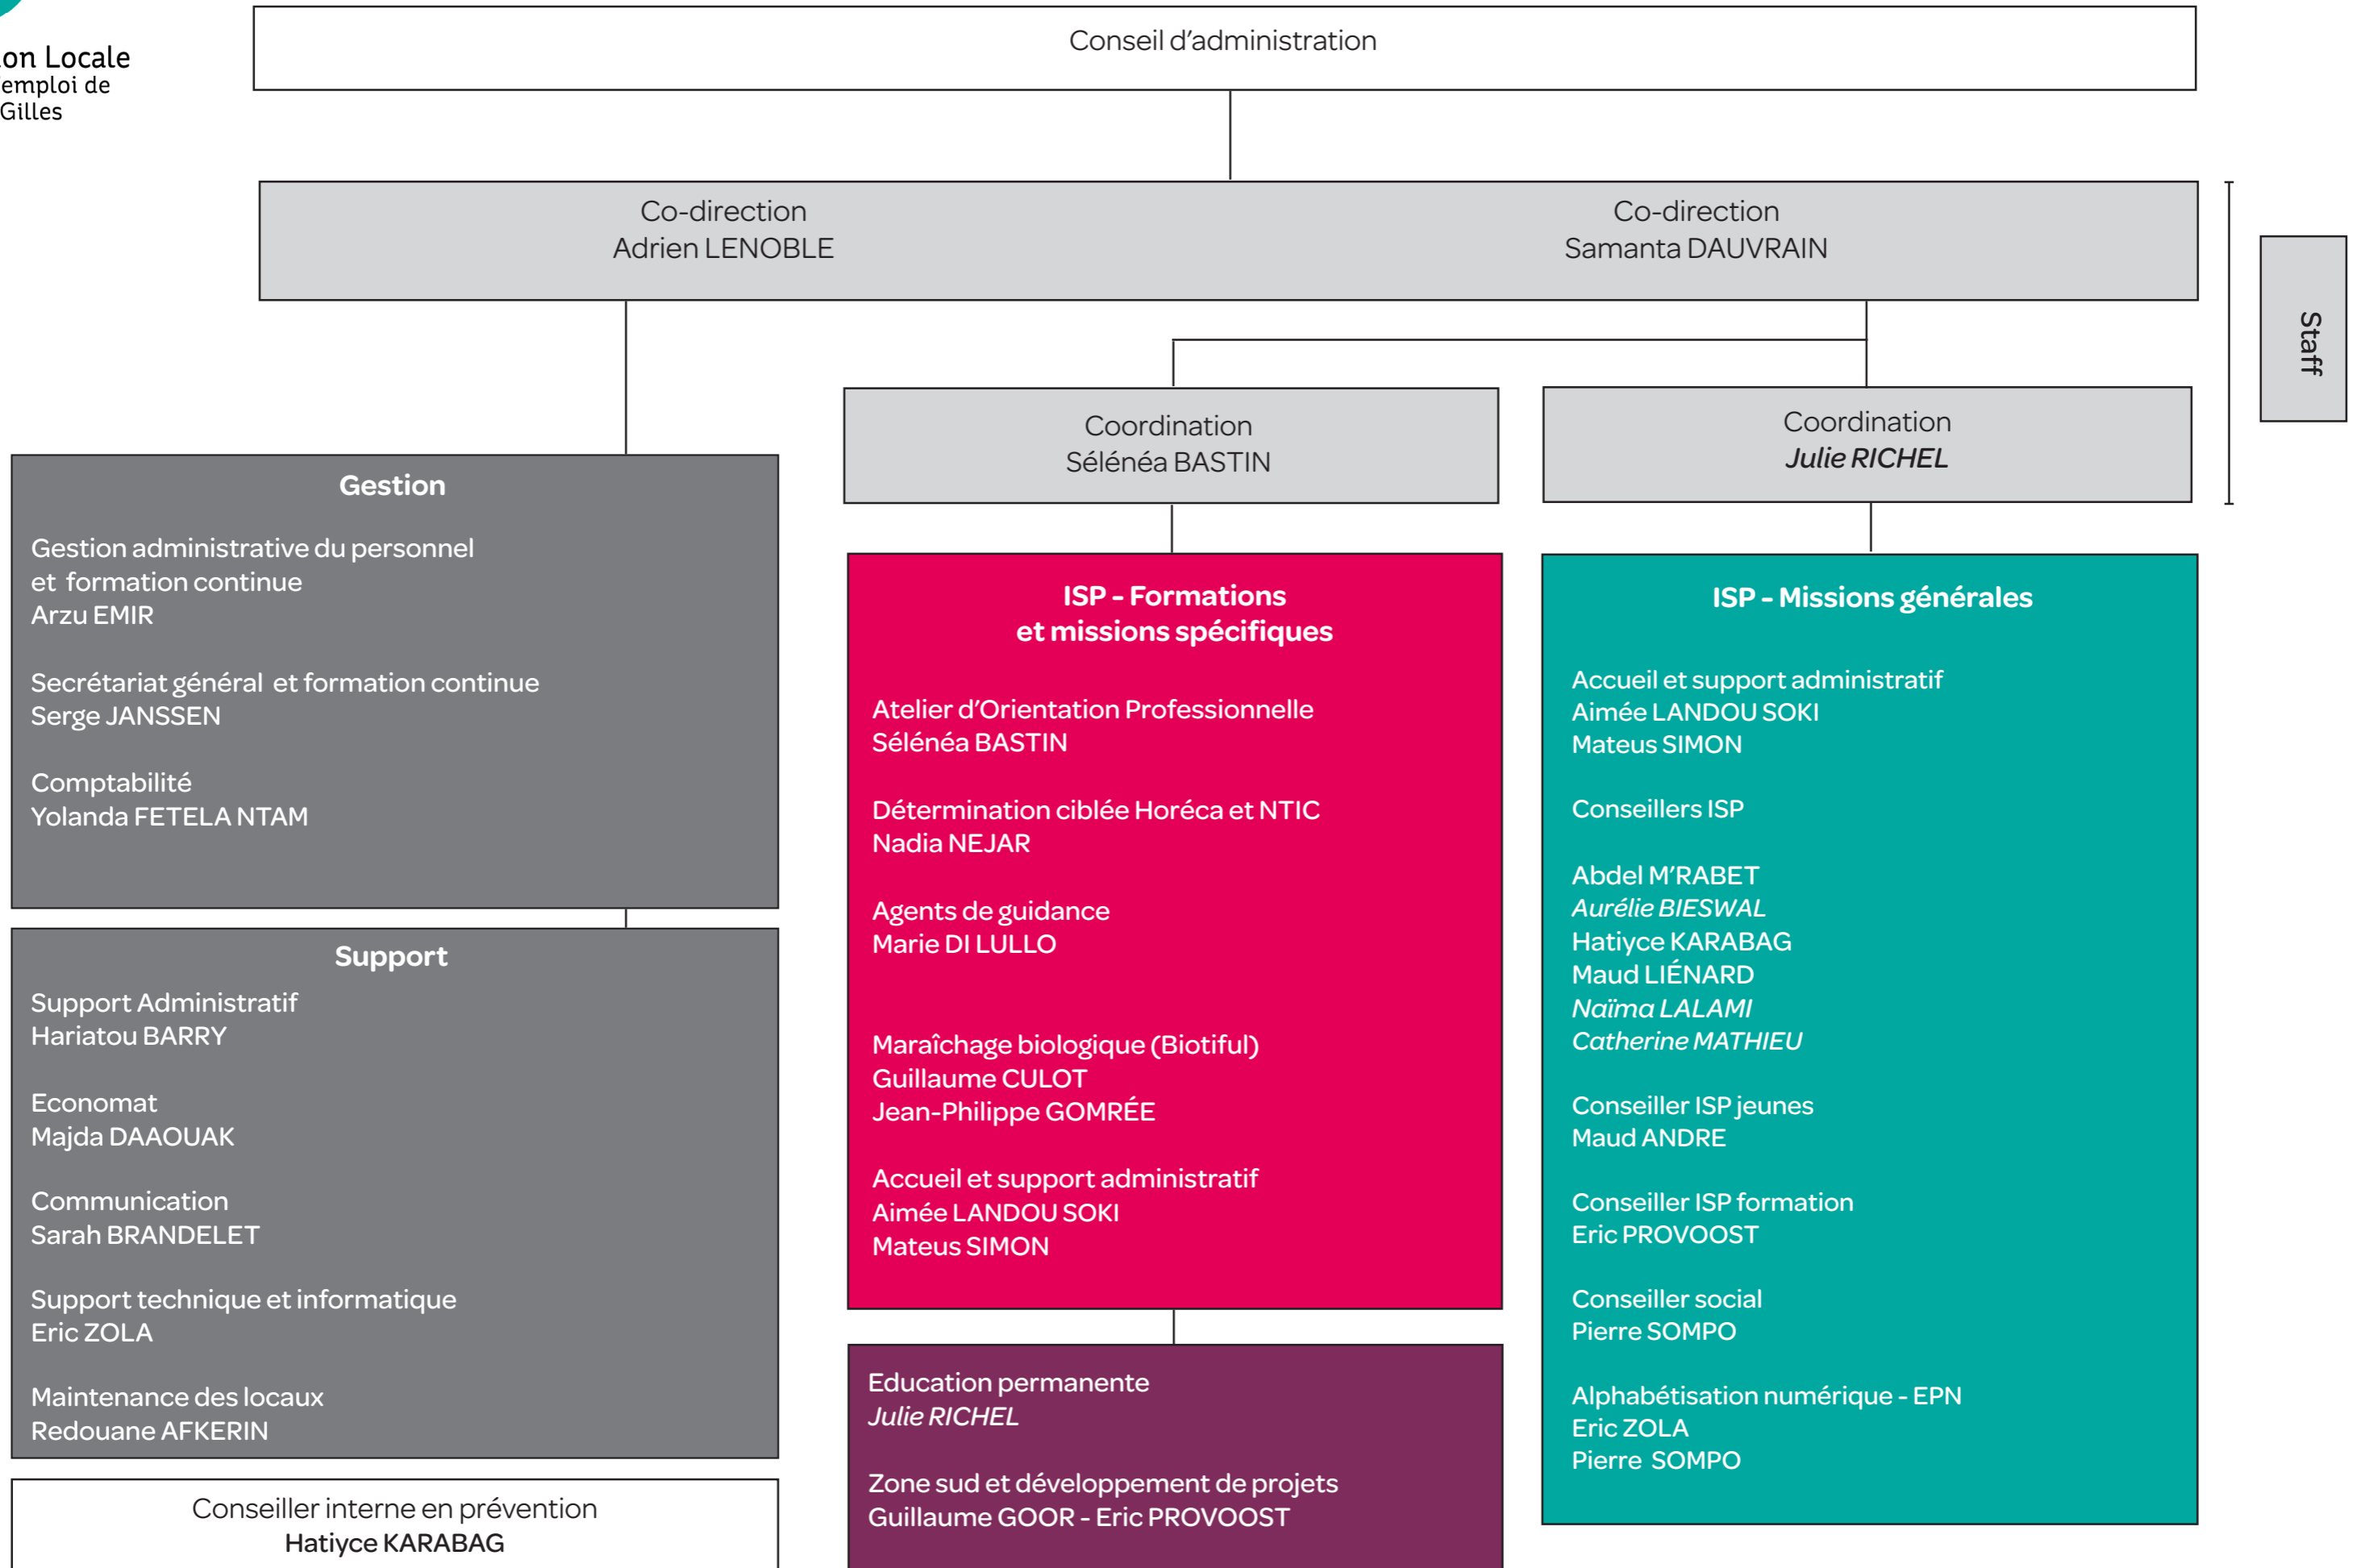 on Locale
emploi de
Gilles
Conseil d'administration
Co-direction
Adrien LENOBLE
Co-direction
Samanta DAUVRAIN
Staff
Coordination
Sélénéa BASTIN
Coordination
Julie RICHEL
Gestion
Gestion administrative du personnel
et formation continue
Arzu EMIR
Secrétariat général et formation continue
Serge JANSSEN
Comptabilité
Yolanda FETELA NTAM
Support
Support Administratif
Hariatou BARRY
Economat
Majda DAAOUAK
Communication
Sarah BRANDELET
Support technique et informatique
Eric ZOLA
Maintenance des locaux
Redouane AFKERIN
Conseiller interne en prévention
Hatiyce KARABAG
ISP - Formations
et missions spécifiques
Atelier d'Orientation Professionnelle
Sélénéa BASTIN
Détermination ciblée Horéca et NTIC
Nadia NEJAR
Agents de guidance
Marie DI LULLO
Maraîchage biologique (Biotiful)
Guillaume CULOT
Jean-Philippe GOMRÉE
Accueil et support administratif
Aimée LANDOU SOKI
Mateus SIMON
Education permanente
Julie RICHEL
Zone sud et développement de projets
Guillaume GOOR - Eric PROVOOST
ISP - Missions générales
Accueil et support administratif
Aimée LANDOU SOKI
Mateus SIMON
Conseillers ISP
Abdel M'RABET
Aurélie BIESWAL
Hatiyce KARABAG
Maud LIÉNARD
Naïma LALAMI
Catherine MATHIEU
Conseiller ISP jeunes
Maud ANDRE
Conseiller ISP formation
Eric PROVOOST
Conseiller social
Pierre SOMPO
Alphabétisation numérique - EPN
Eric ZOLA
Pierre SOMPO